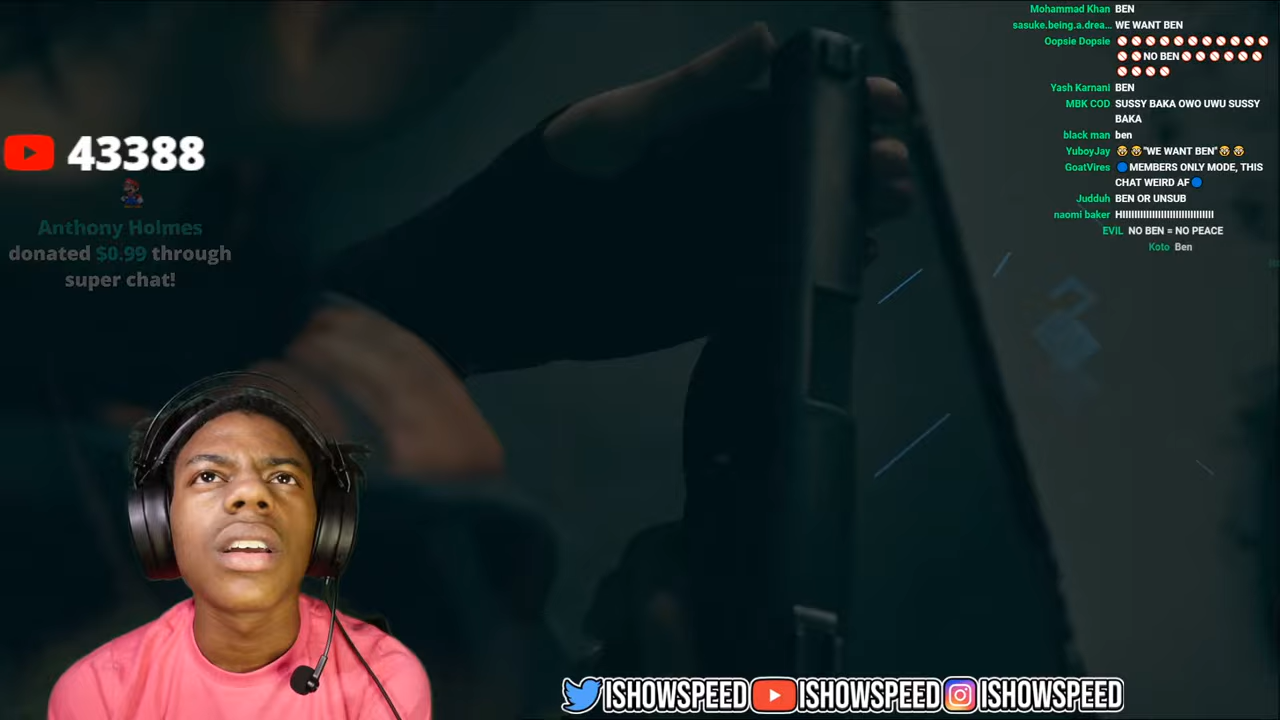 Mohammad Khan BEN
sasuke.being.a.drea... WE WANT BEN
Oopsie Dopsie 🚫🚫🚫🚫🚫🚫🚫🚫🚫🚫🚫
🚫🚫NO BEN🚫🚫🚫🚫🚫🚫
🚫🚫🚫🚫
Yash Karnani BEN
MBK COD SUSSY BAKA OWO UWU SUSSY
BAKA
black man ben
YuboyJay 🐯🐯"WE WANT BEN"🐯🐯
GoatVires 🔵MEMBERS ONLY MODE, THIS
CHAT WEIRD AF🔵
Judduh BEN OR UNSUB
naomi baker HIIIIIIIIIIIIIIIIIIIIIIIIIIIIII
EVIL NO BEN = NO PEACE
Koto Ben
43388
Anthony Holmes
donated $0.99 through
super chat!
ISHOWSPEED ISHOWSPEED ISHOWSPEED